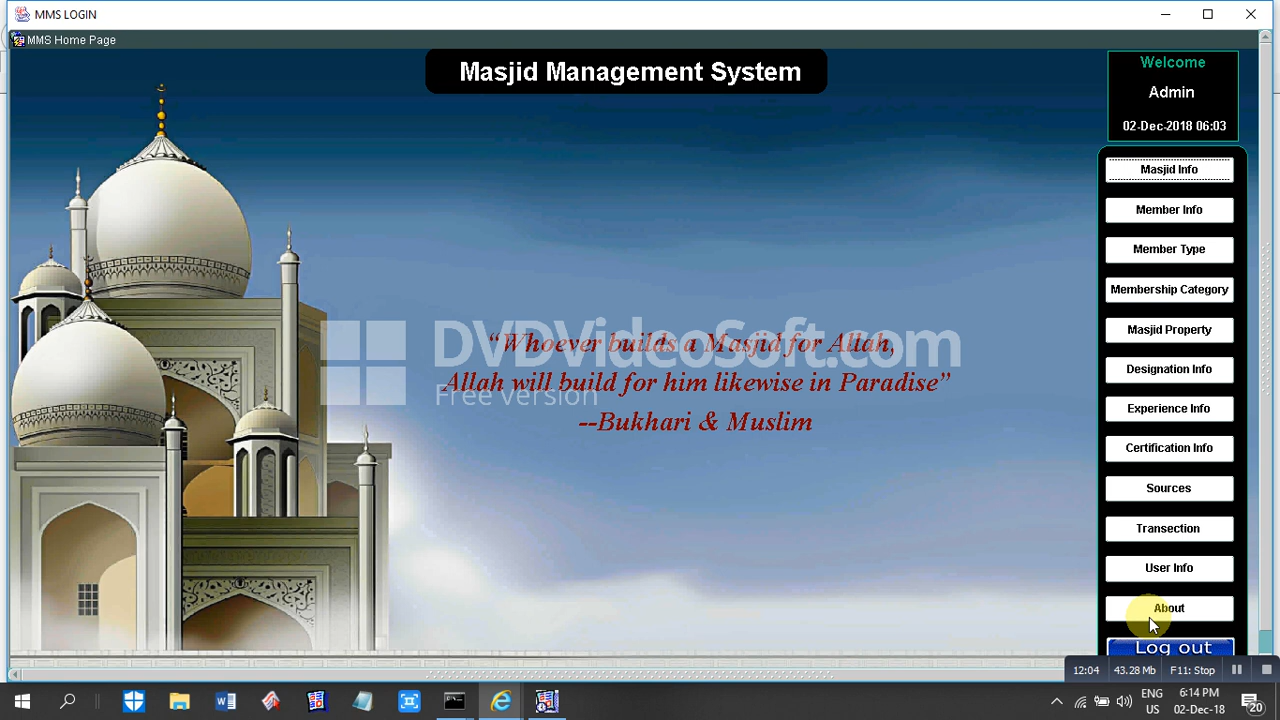 MMS LOGIN
MMS Home Page
Masjid Management System
Welcome
Admin
02-Dec-2018 06:03
Masjid Info
Member Info
Member Type
Membership Category
Masjid Property
Designation Info
Experience Info
Certification Info
Sources
Transection
User Info
About
Log out
“Whoever builds a Masjid for Allah,
Allah will build for him likewise in Paradise”
--Bukhari & Muslim
DVDVideoSoft.com
Free version
12:04 43.28 Mb F11: Stop
ENG
US
6:14 PM
02-Dec-18
20